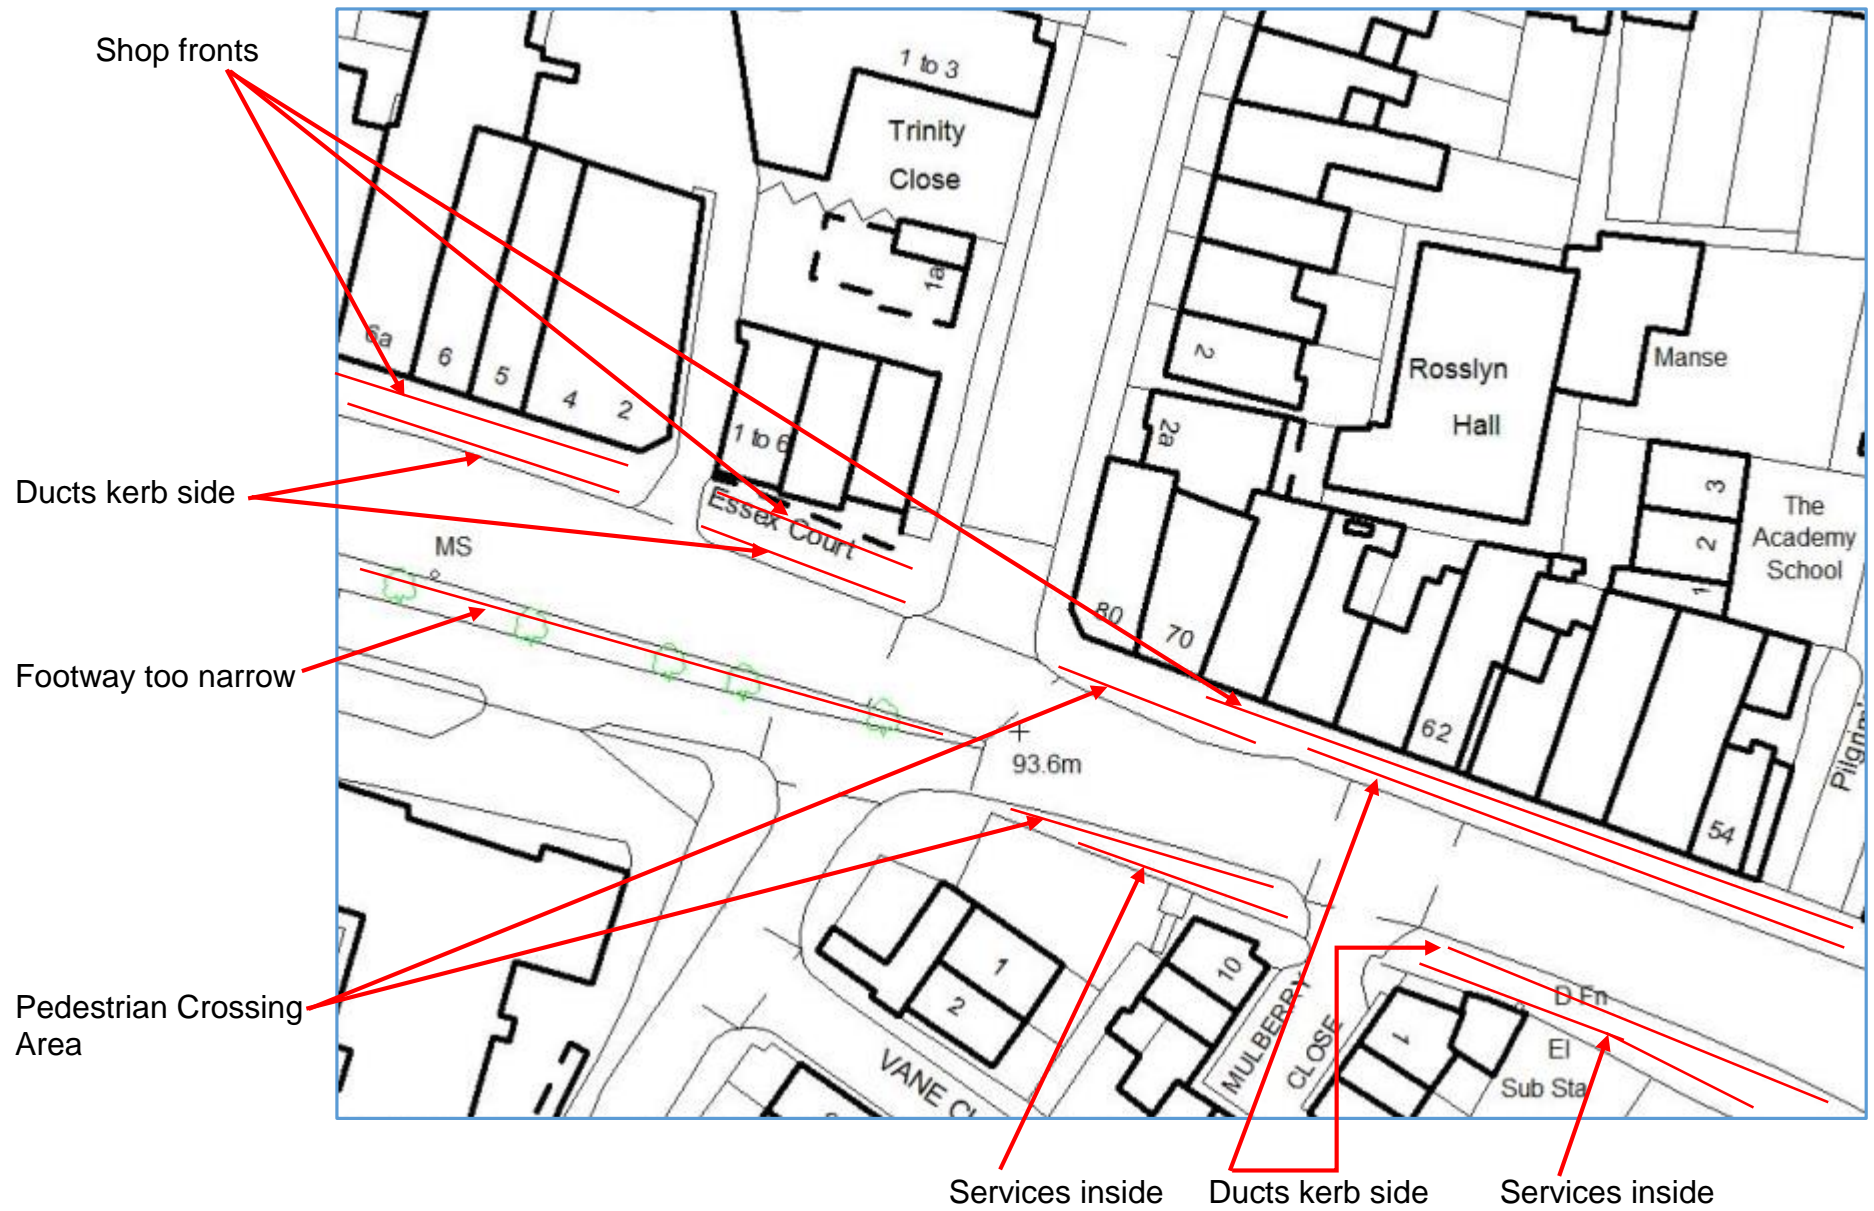 Shop fronts
1 to 3
Trinity
Close
1a
6a
6
5
4
2
2
Rosslyn
Hall
Manse
1 to 6
2a
Ducts kerb side
Essex Court
MS
3
2
1
The
Academy
School
80
70
62
54
Footway too narrow
93.6m
1
2
10
Pedestrian Crossing
Area
MULBERRY
CLOSE
VANE
1
D Fn
El
Sub Sta
Services inside
Ducts kerb side
Services inside